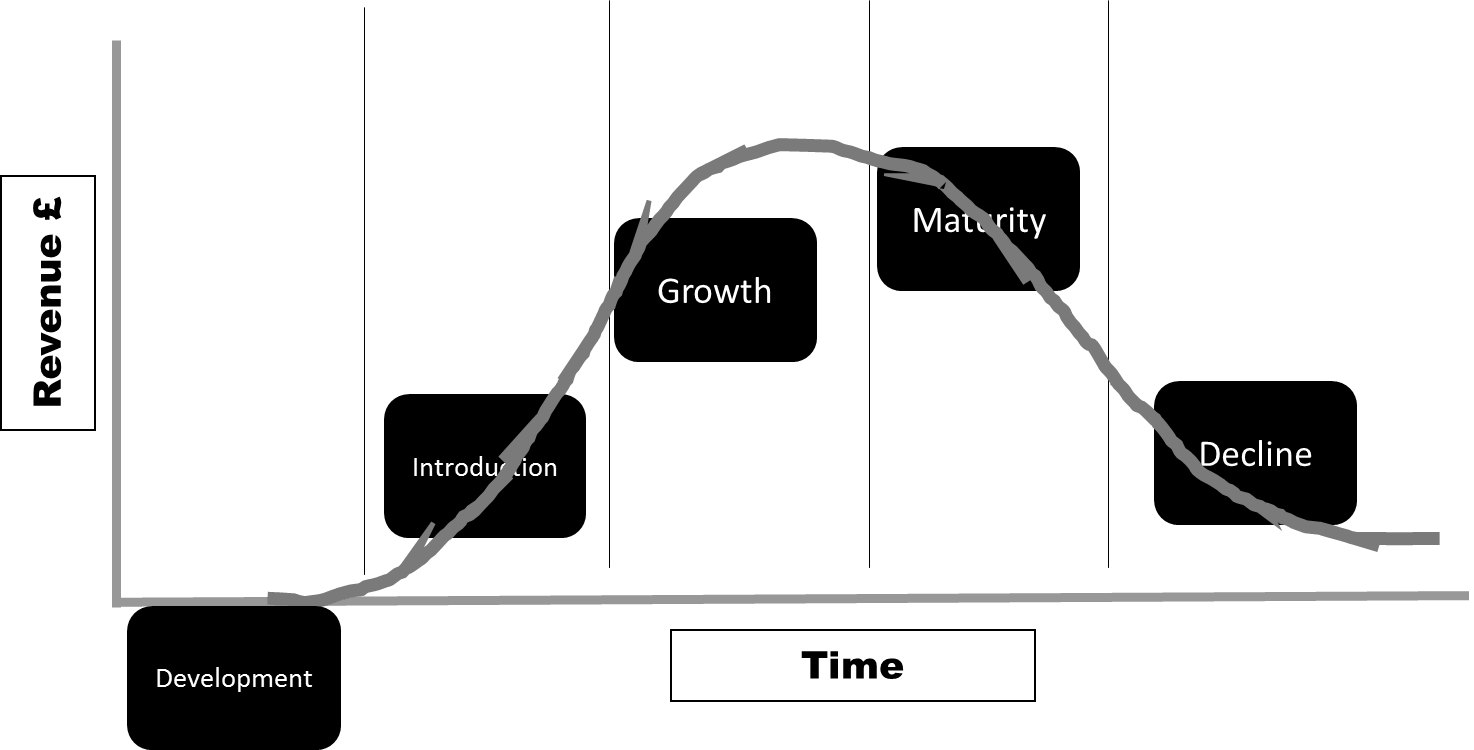 Revenue £
Maturity
Growth
Decline
Introduction
Time
Development